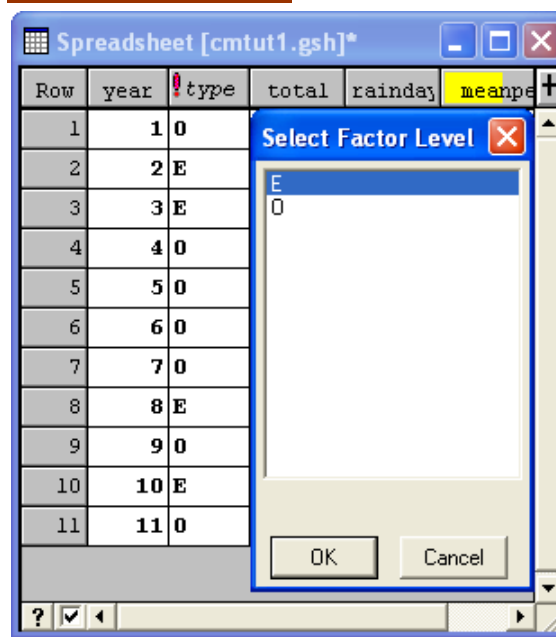 Spreadsheet [cmtut1.gsh]*
Row year !type total rainday meanpe +
1 1 O
2 2 E
3 3 E
4 4 O
5 5 O
6 6 O
7 7 O
8 8 E
9 9 O
10 10 E
11 11 O
Select Factor Level
E
O
OK Cancel
?